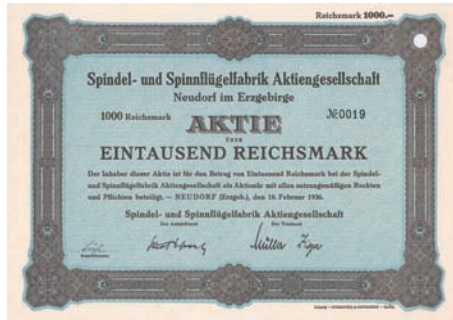 Reichsmark 1000.—
Spindel- und Spinnflügelfabrik Aktiengesellschaft
Neudorf im Erzgebirge
1000 Reichsmark AKTIE №0019
ÜBER
EINTAUSEND REICHSMARK
Der Inhaber dieser Aktie ist für den Betrag von Eintausend Reichsmark bei der Spindel-
und Spinnflügelfabrik Aktiengesellschaft als Aktionär mit allen satzungsmäßigen Rechten
und Pflichten beteiligt. — NEUDORF (Erzgeb.), den 18. Februar 1936.
Spindel- und Spinnflügelfabrik Aktiengesellschaft
Der Aufsichtsrat Der Vorstand
Müller